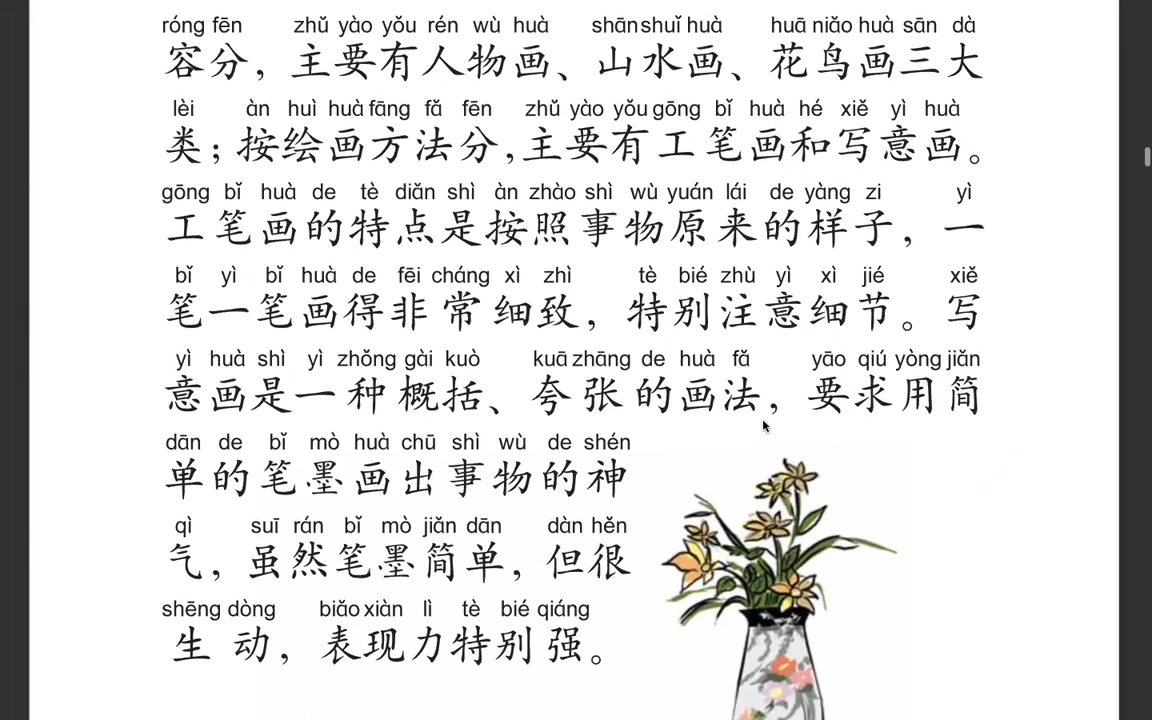 róng fēn zhǔ yào yǒu rén wù huà shān shuǐ huà huā niǎo huà sān dà
容分，主要有人物画、山水画、花鸟画三大
lèi àn huì huà fāng fǎ fēn zhǔ yào yǒu gōng bǐ huà hé xiě yì huà
类；按绘画方法分，主要有工笔画和写意画。
gōng bǐ huà de tè diǎn shì àn zhào shì wù yuán lái de yàng zi yì
工笔画的特点是按照事物原来的样子，一
bǐ yì bǐ huà de fēi cháng xì zhì tè bié zhù yì xì jié xiě
笔一笔画得非常细致，特别注意细节。写
yì huà shì yì zhǒng gài kuò kuā zhāng de huà fǎ yāo qiú yòng jiǎn
意画是一种概括、夸张的画法，要求用简
dān de bǐ mò huà chū shì wù de shén
单的笔墨画出事物的神
qì suī rán bǐ mò jiǎn dān dàn hěn
气，虽然笔墨简单，但很
shēng dòng biǎo xiàn lì tè bié qiáng
生动，表现力特别强。